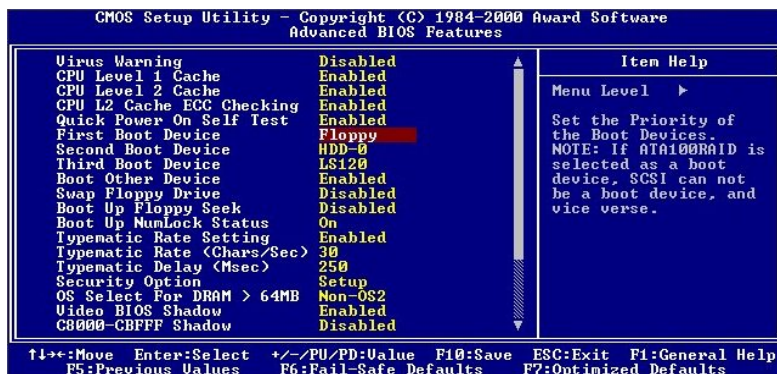 CMOS Setup Utility - Copyright (C) 1984-2000 Award Software
Advanced BIOS Features
Virus Warning Disabled
CPU Level 1 Cache Enabled
CPU Level 2 Cache Enabled
CPU L2 Cache ECC Checking Enabled
Quick Power On Self Test Enabled
First Boot Device Floppy
Second Boot Device HDD-0
Third Boot Device LS120
Boot Other Device Enabled
Swap Floppy Drive Disabled
Boot Up Floppy Seek Disabled
Boot Up NumLock Status On
Typematic Rate Setting Enabled
Typematic Rate (Chars/Sec) 30
Typematic Delay (Msec) 250
Security Option Setup
OS Select For DRAM > 64MB Non-OS2
Video BIOS Shadow Enabled
C8000-CBFFF Shadow Disabled
Item Help
Menu Level ▶
Set the Priority of
the Boot Devices.
NOTE: If ATA100RAID is
selected as a boot
device, SCSI can not
be a boot device, and
vice verse.
↑↓→←:Move Enter:Select +/-/PU/PD:Value F10:Save ESC:Exit F1:General Help
F5:Previous Values F6:Fail-Safe Defaults F7:Optimized Defaults